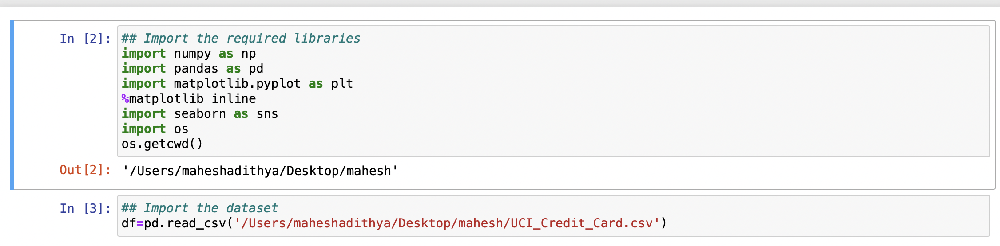 In [2]: ## Import the required libraries
import numpy as np
import pandas as pd
import matplotlib.pyplot as plt
%matplotlib inline
import seaborn as sns
import os
os.getcwd()
Out[2]: '/Users/maheshadithya/Desktop/mahesh'
In [3]: ## Import the dataset
df=pd.read_csv('/Users/maheshadithya/Desktop/mahesh/UCI_Credit_Card.csv')